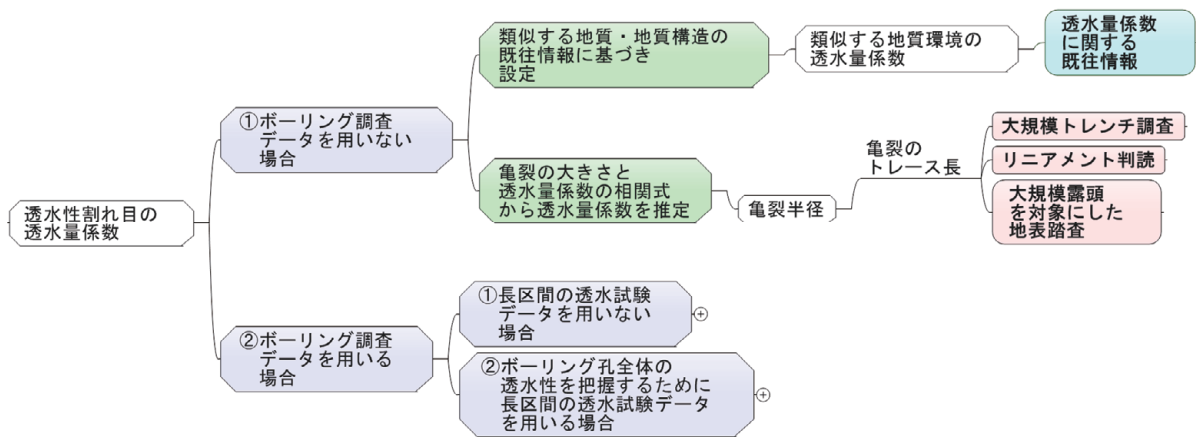 透水性割れ目の
透水量係数
①ボーリング調査
データを用いない
場合
類似する地質・地質構造の
既往情報に基づき
設定
類似する地質環境の
透水量係数
透水量係数
に関する
既往情報
亀裂の大きさと
透水量係数の相関式
から透水量係数を推定
亀裂半径
亀裂の
トレース長
大規模トレンチ調査
リニアメント判読
大規模露頭
を対象にした
地表踏査
②ボーリング調査
データを用いる
場合
①長区間の透水試験
データを用いない
場合
②ボーリング孔全体の
透水性を把握するために
長区間の透水試験データ
を用いる場合